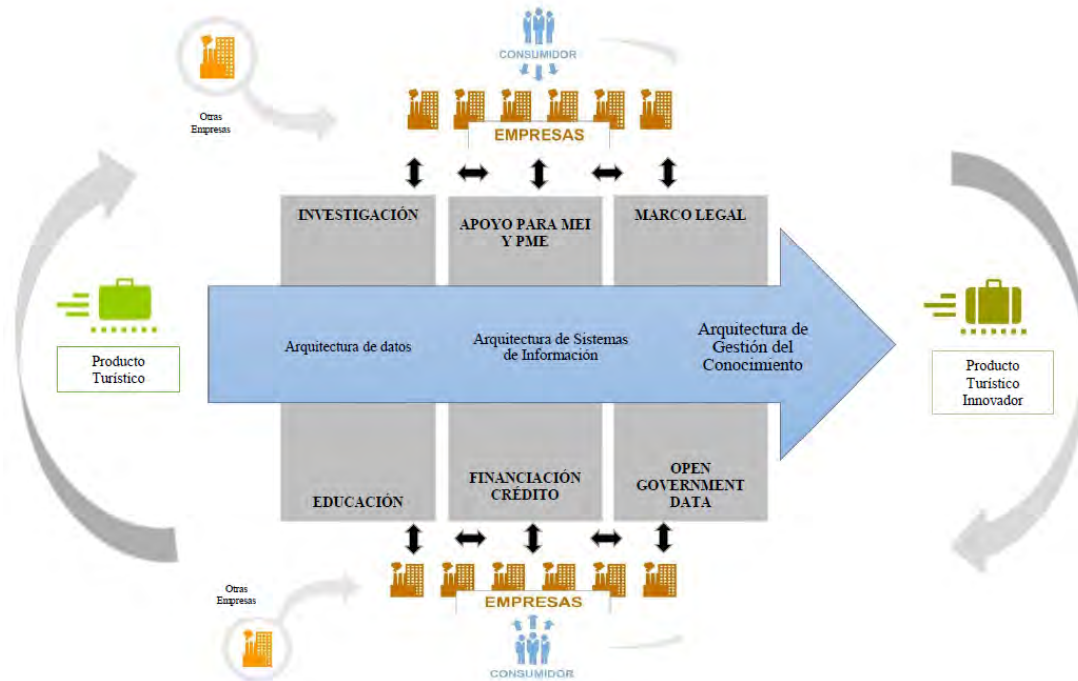 CONSUMIDOR
Otras
Empresas
EMPRESAS
INVESTIGACIÓN
APOYO PARA MEI
Y PME
MARCO LEGAL
Producto
Turístico
Arquitectura de datos
Arquitectura de Sistemas
de Información
Arquitectura de
Gestión del
Conocimiento
Producto
Turístico
Innovador
EDUCACIÓN
FINANCIACIÓN
CRÉDITO
OPEN
GOVERNMENT
DATA
Otras
Empresas
EMPRESAS
CONSUMIDOR